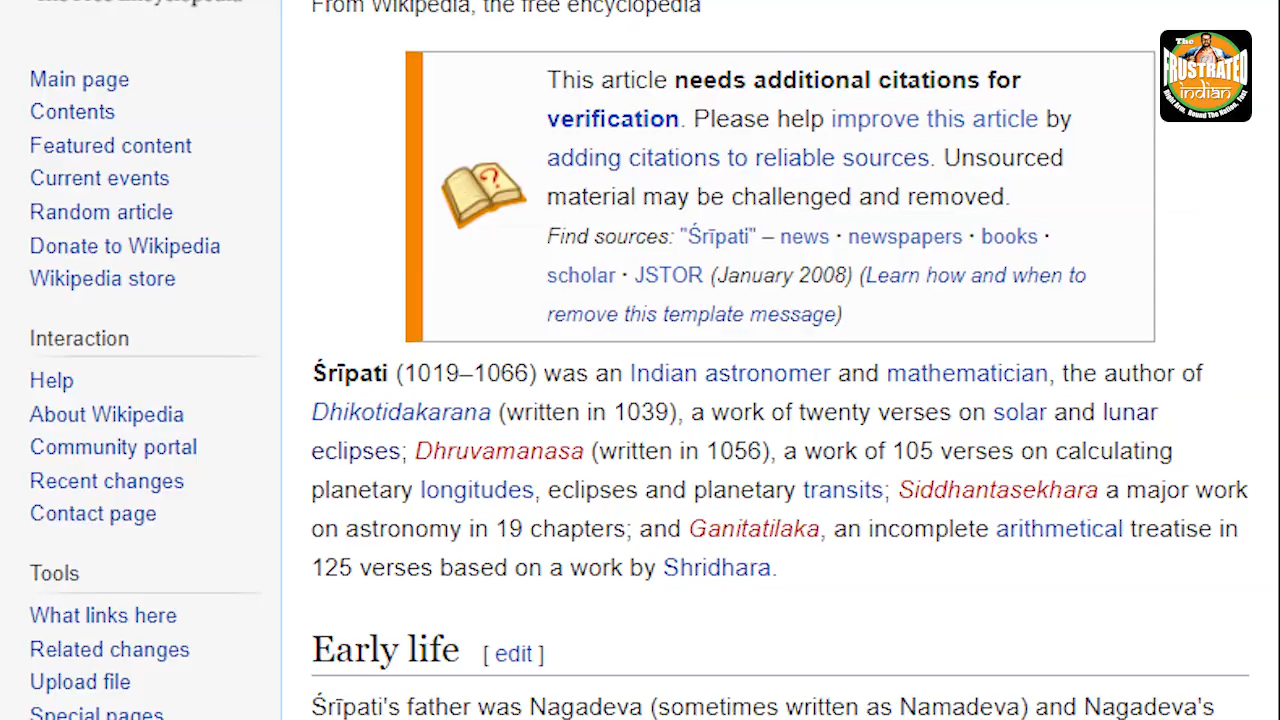 From Wikipedia, the free encyclopedia
Main page
Contents
Featured content
Current events
Random article
Donate to Wikipedia
Wikipedia store
Interaction
Help
About Wikipedia
Community portal
Recent changes
Contact page
Tools
What links here
Related changes
Upload file
Special pages
This article needs additional citations for
verification. Please help improve this article by
adding citations to reliable sources. Unsourced
material may be challenged and removed.
Find sources: "Śrīpati" – news · newspapers · books ·
scholar · JSTOR (January 2008) (Learn how and when to
remove this template message)
Śrīpati (1019–1066) was an Indian astronomer and mathematician, the author of
Dhikotidakarana (written in 1039), a work of twenty verses on solar and lunar
eclipses; Dhruvamanasa (written in 1056), a work of 105 verses on calculating
planetary longitudes, eclipses and planetary transits; Siddhantasekhara a major work
on astronomy in 19 chapters; and Ganitatilaka, an incomplete arithmetical treatise in
125 verses based on a work by Shridhara.
Early life [ edit ]
Śrīpati's father was Nagadeva (sometimes written as Namadeva) and Nagadeva's
The
FRUSTRATED
indian
Right Arm, Round The Nation, Fast